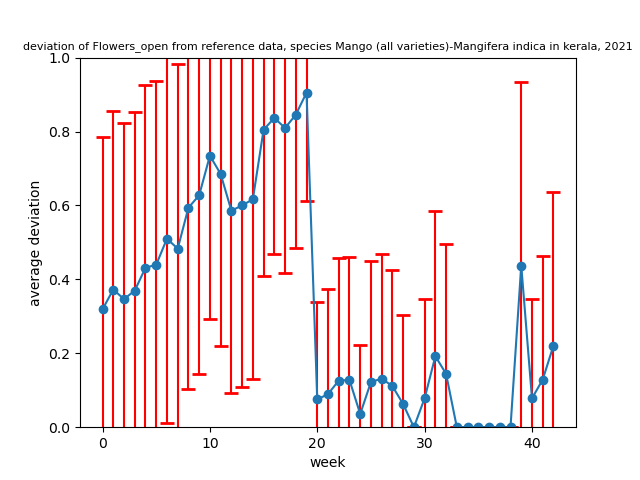 deviation of Flowers_open from reference data, species Mango (all varieties)-Mangifera indica in kerala, 2021
1.0
0.8
0.6
0.4
0.2
0.0
average deviation
0 10 20 30 40
week